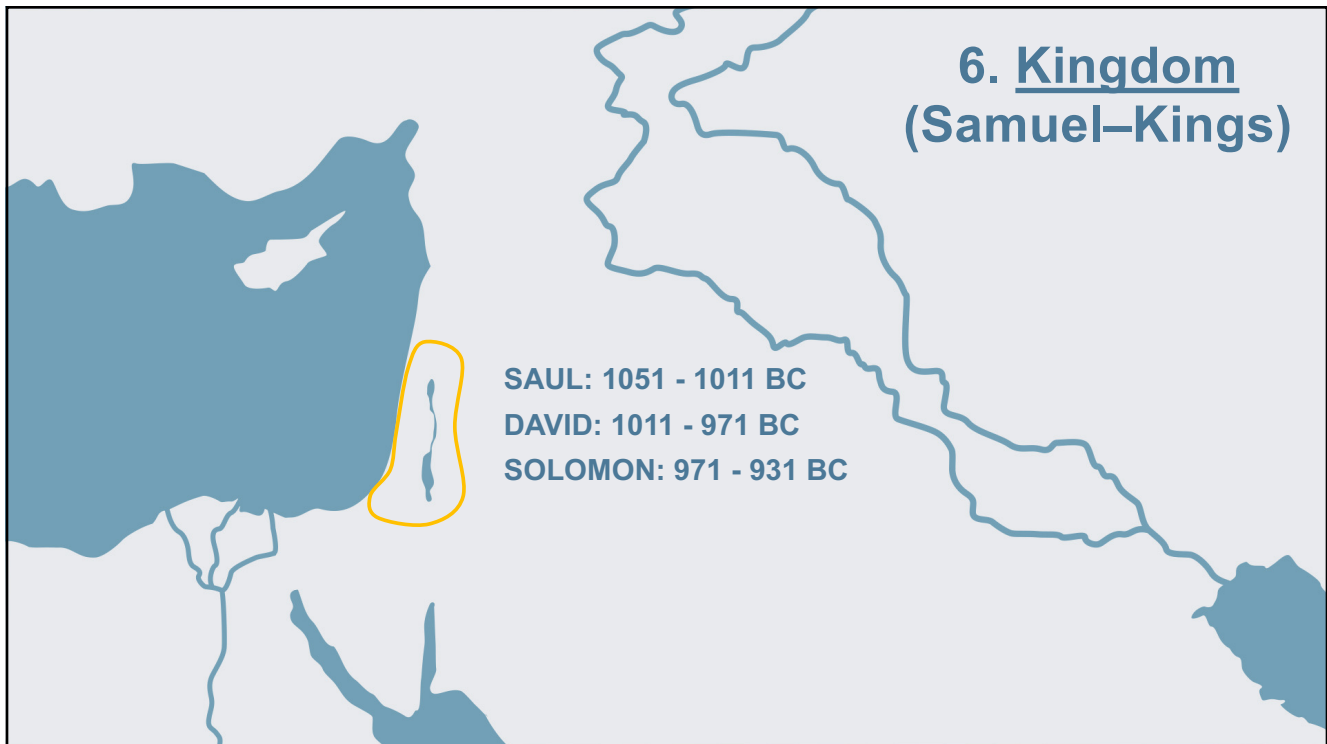 6. Kingdom
(Samuel–Kings)
SAUL: 1051 - 1011 BC
DAVID: 1011 - 971 BC
SOLOMON: 971 - 931 BC